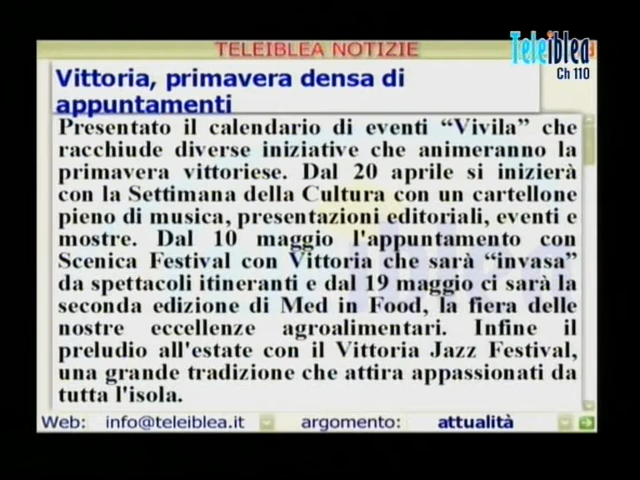 TELEIBLEA NOTIZIE
Teleiblea
Ch 110
Vittoria, primavera densa di
appuntamenti
Presentato il calendario di eventi “Vivila” che
racchiude diverse iniziative che animeranno la
primavera vittoriese. Dal 20 aprile si inizierà
con la Settimana della Cultura con un cartellone
pieno di musica, presentazioni editoriali, eventi e
mostre. Dal 10 maggio l'appuntamento con
Scenica Festival con Vittoria che sarà “invasa”
da spettacoli itineranti e dal 19 maggio ci sarà la
seconda edizione di Med in Food, la fiera delle
nostre eccellenze agroalimentari. Infine il
preludio all'estate con il Vittoria Jazz Festival,
una grande tradizione che attira appassionati da
tutta l'isola.
Web: info@teleiblea.it argomento: attualità